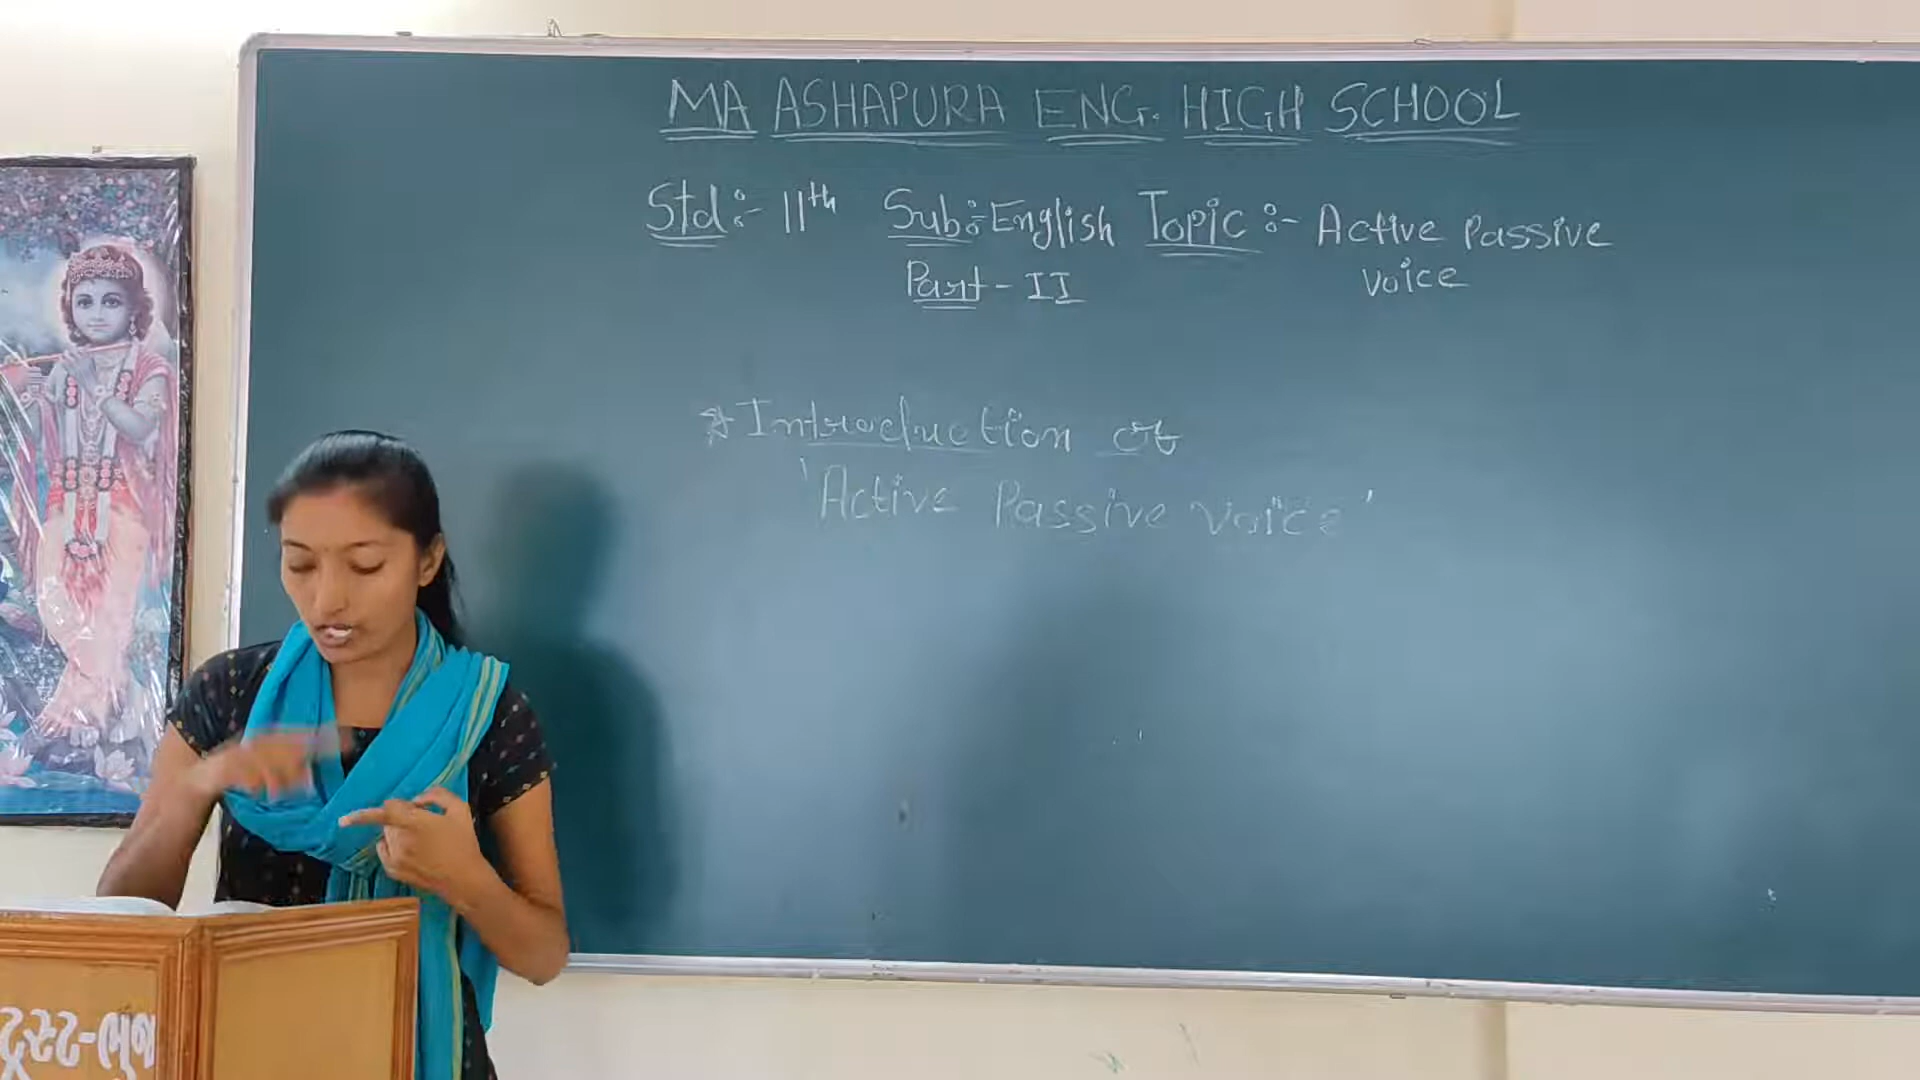 MA ASHAPURA ENG. HIGH SCHOOL
Std:- 11th Sub:- English Topic :- Active Passive
Part - II Voice
* Introduction of
'Active Passive Voice'